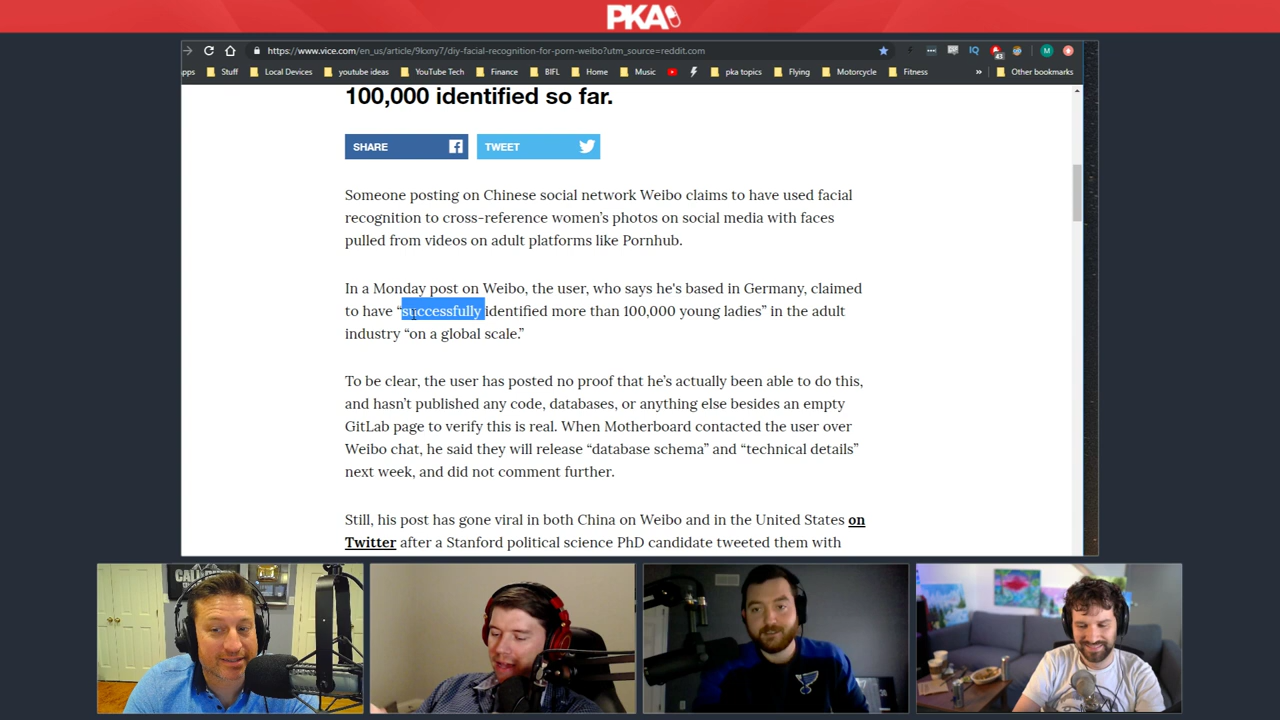 PKA
https://www.vice.com/en_us/article/9kxny7/diy-facial-recognition-for-porn-weibo?utm_source=reddit.com
43
M
pps Stuff Local Devices youtube ideas YouTube Tech Finance BIFL Home Music pka topics Flying Motorcycle Fitness » Other bookmarks
100,000 identified so far.
SHARE TWEET
Someone posting on Chinese social network Weibo claims to have used facial
recognition to cross-reference women’s photos on social media with faces
pulled from videos on adult platforms like Pornhub.
In a Monday post on Weibo, the user, who says he's based in Germany, claimed
to have “successfully identified more than 100,000 young ladies” in the adult
industry “on a global scale.”
To be clear, the user has posted no proof that he’s actually been able to do this,
and hasn’t published any code, databases, or anything else besides an empty
GitLab page to verify this is real. When Motherboard contacted the user over
Weibo chat, he said they will release “database schema” and “technical details”
next week, and did not comment further.
Still, his post has gone viral in both China on Weibo and in the United States on
Twitter after a Stanford political science PhD candidate tweeted them with
CALL OF